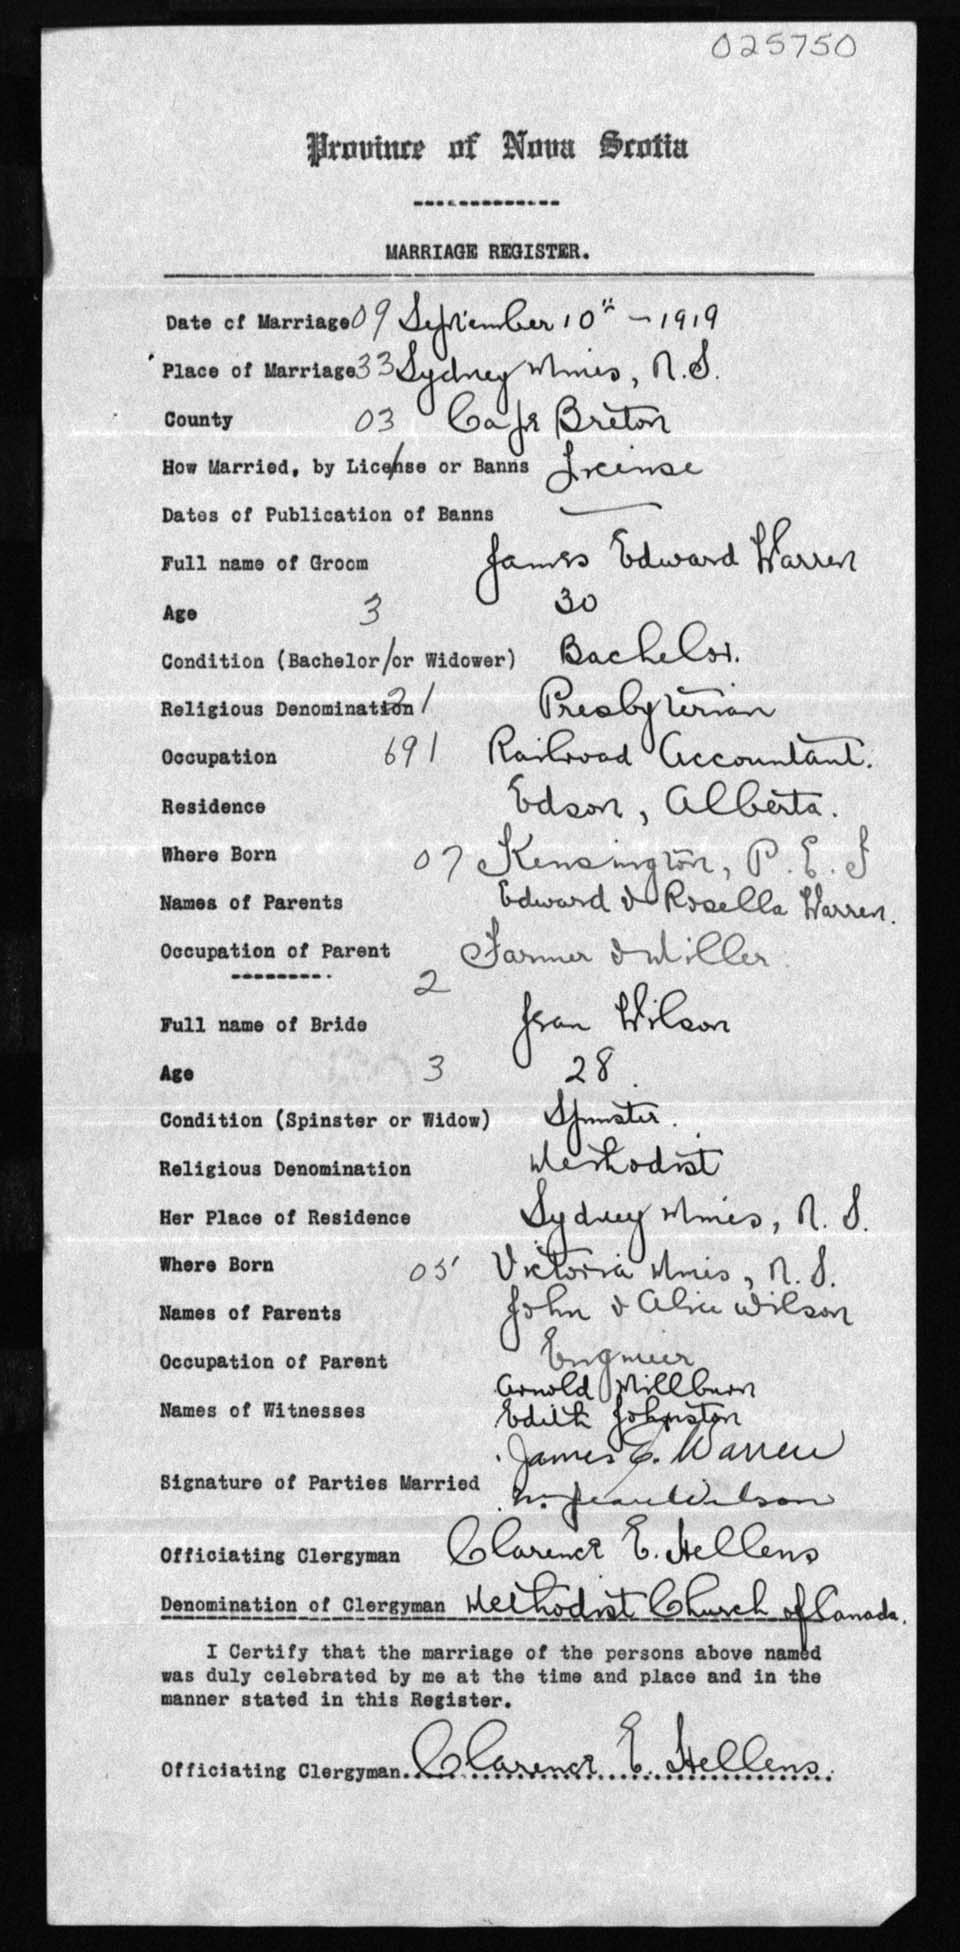 025750
Province of Nova Scotia
MARRIAGE REGISTER.
Date of Marriage 09 September 10th - 1919
Place of Marriage 33 Sydney Mines, N.S.
County 03 Cape Breton
How Married, by License or Banns License
Dates of Publication of Banns —
Full name of Groom James Edward Warren
Age 3 30
Condition (Bachelor/or Widower) Bachelor.
Religious Denomination 21 Presbyterian
Occupation 691 Railroad Accountant.
Residence Edson, Alberta.
Where Born 07 Kensington, P.E.I
Names of Parents Edward & Rosella Warren.
Occupation of Parent Farmer & Miller
2
Full name of Bride Jean Wilson
Age 3 28
Condition (Spinster or Widow) Spinster.
Religious Denomination Methodist
Her Place of Residence Sydney Mines, N.S.
Where Born 05 Victoria Mines, N.S.
Names of Parents John & Alice Wilson
Occupation of Parent Engineer
Arnold Millburn
Names of Witnesses Edith Johnston
James E. Warren
Signature of Parties Married M. Jean Wilson
Officiating Clergyman Clarence E. Hellens
Denomination of Clergyman Methodist Church of Canada.
I Certify that the marriage of the persons above named
was duly celebrated by me at the time and place and in the
manner stated in this Register.
Officiating Clergyman Clarence E. Hellens.